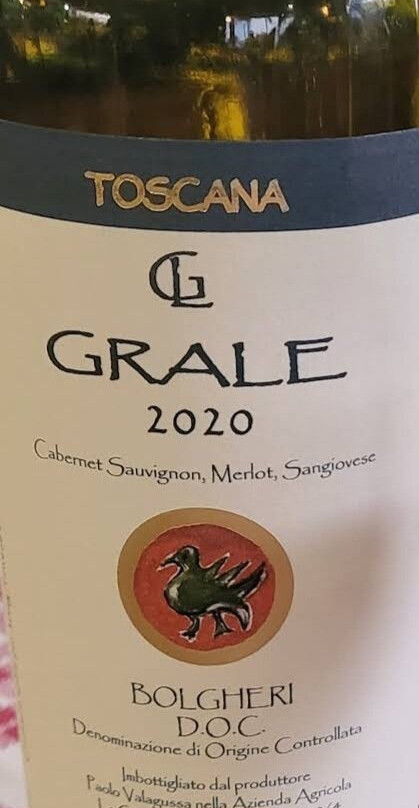 TOSCANA
GL
GRALE
2020
Cabernet Sauvignon, Merlot, Sangiovese
BOLGHERI
D.O.C.
Denominazione di Origine Controllata
Imbottigliato dal produttore
Paolo Valagussa nella Azienda Agricola